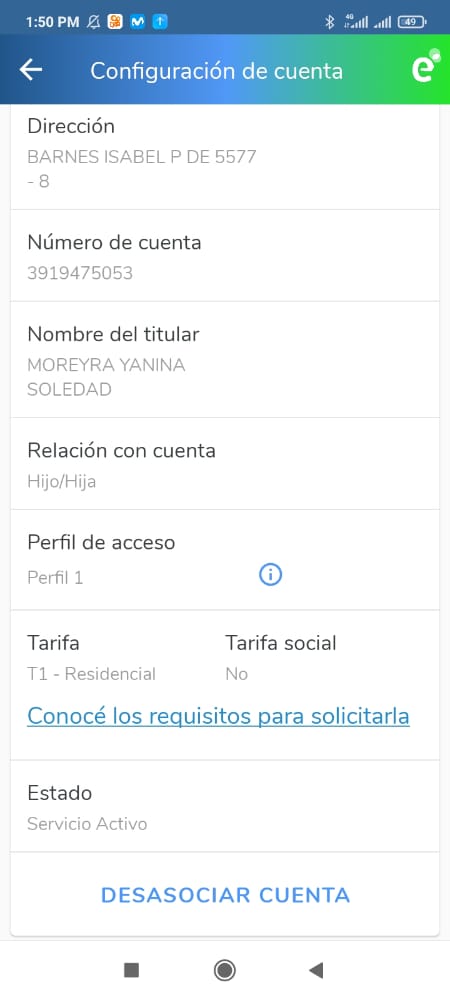 1:50 PM
4G
49
Configuración de cuenta
e
Dirección
BARNES ISABEL P DE 5577
- 8
Número de cuenta
3919475053
Nombre del titular
MOREYRA YANINA
SOLEDAD
Relación con cuenta
Hijo/Hija
Perfil de acceso
Perfil 1
Tarifa
Tarifa social
T1 - Residencial
No
Conocé los requisitos para solicitarla
Estado
Servicio Activo
DESASOCIAR CUENTA